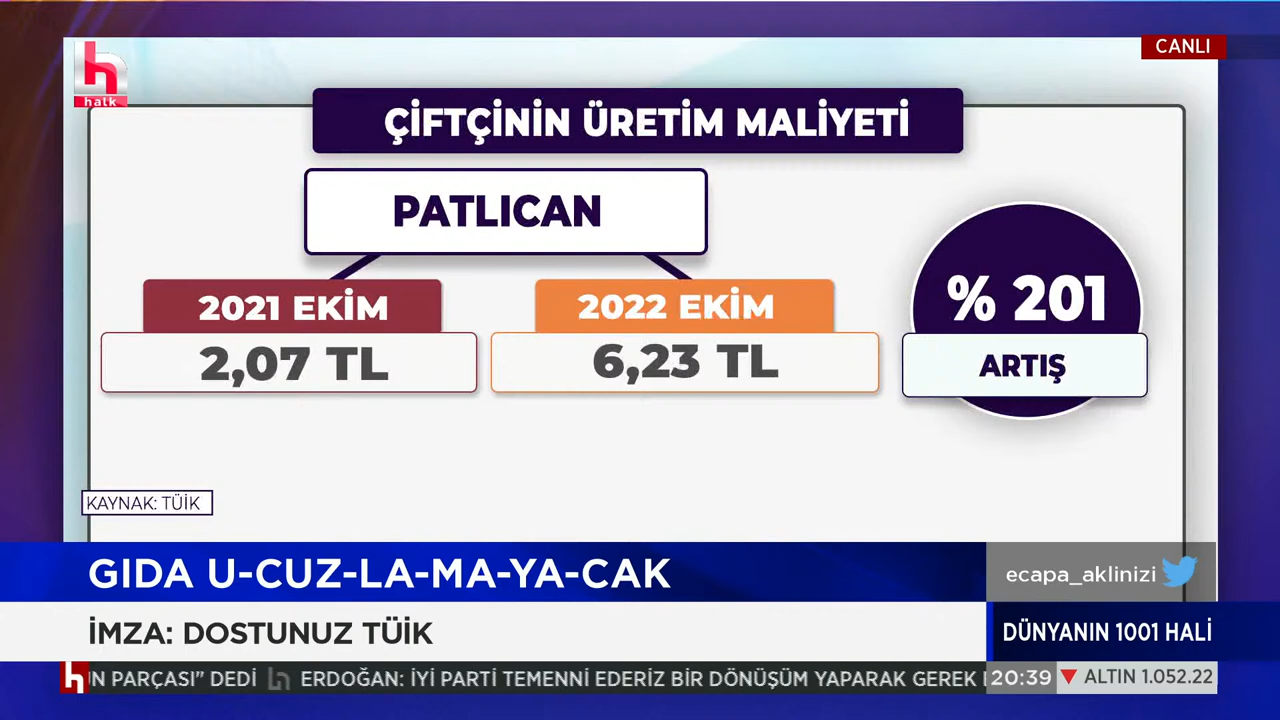 CANLI
h
halk
ÇİFTÇİNİN ÜRETİM MALİYETİ
PATLICAN
2021 EKİM
2,07 TL
2022 EKİM
6,23 TL
% 201
ARTIŞ
KAYNAK: TÜİK
GIDA U-CUZ-LA-MA-YA-CAK
ecapa_aklinizi
İMZA: DOSTUNUZ TÜİK
DÜNYANIN 1001 HALİ
h ÜN PARÇASI" DEDİ h ERDOĞAN: İYİ PARTİ TEMENNİ EDERİZ BİR DÖNÜŞÜM YAPARAK GEREK 20:39 ALTIN 1.052.22